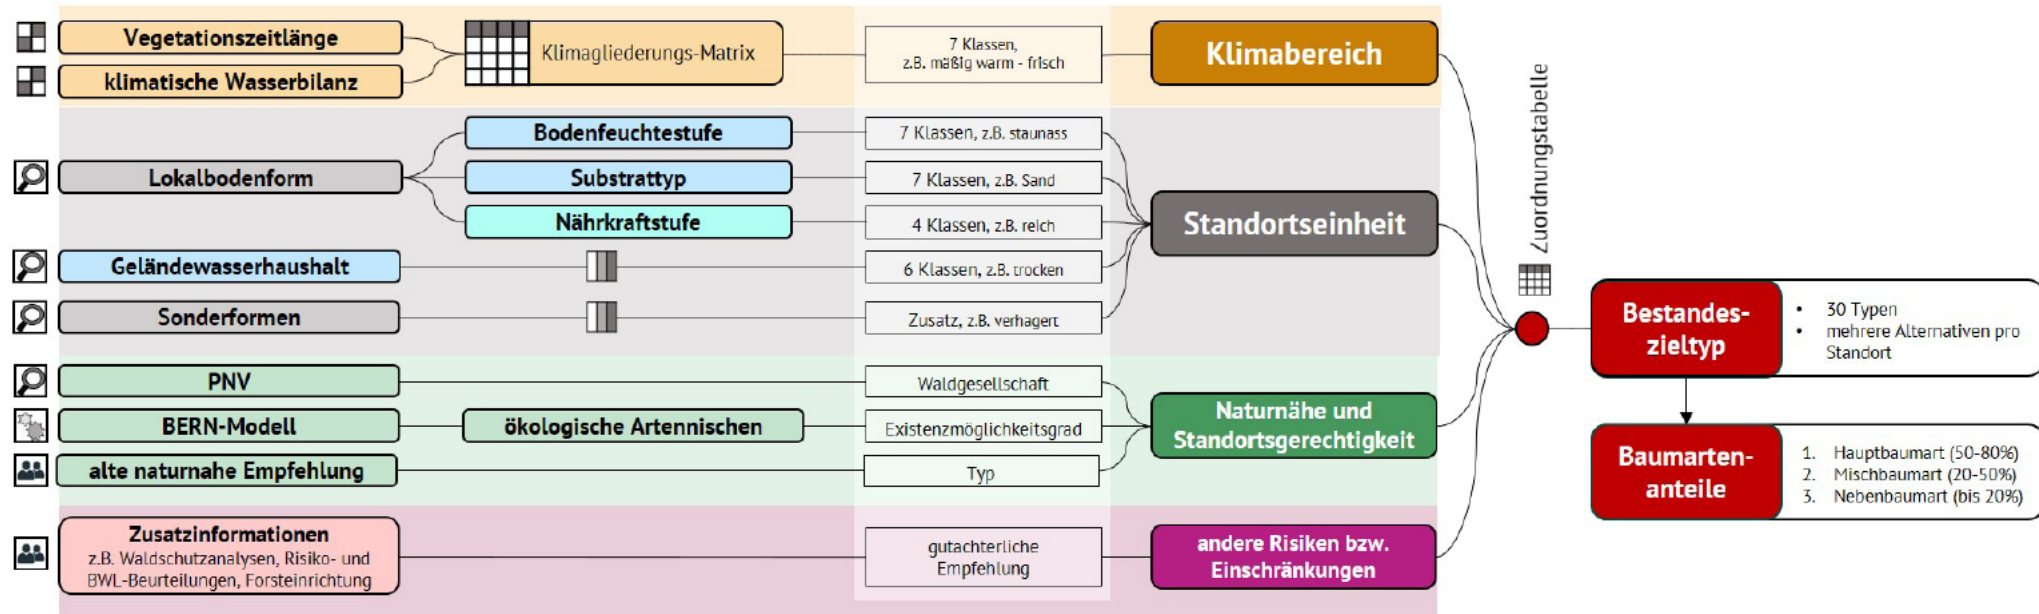 Vegetationszeitlänge
klimatische Wasserbilanz
Klimagliederungs-Matrix
7 Klassen,
z.B. mäßig warm - frisch
Klimabereich
Lokalbodenform
Bodenfeuchtestufe
7 Klassen, z.B. staunass
Substrattyp
7 Klassen, z.B. Sand
Nährkraftstufe
4 Klassen, z.B. reich
Geländewasserhaushalt
6 Klassen, z.B. trocken
Sonderformen
Zusatz, z.B. verhagert
Standortseinheit
PNV
Waldgesellschaft
BERN-Modell
ökologische Artennischen
Existenzmöglichkeitsgrad
alte naturnahe Empfehlung
Typ
Naturnähe und
Standortsgerechtigkeit
Zusatzinformationen
z.B. Waldschutzanalysen, Risiko- und
BWL-Beurteilungen, Forsteinrichtung
gutachterliche
Empfehlung
andere Risiken bzw.
Einschränkungen
Zuordnungstabelle
Bestandes-
zieltyp
• 30 Typen
• mehrere Alternativen pro
Standort
Baumarten-
anteile
1. Hauptbaumart (50-80%)
2. Mischbaumart (20-50%)
3. Nebenbaumart (bis 20%)